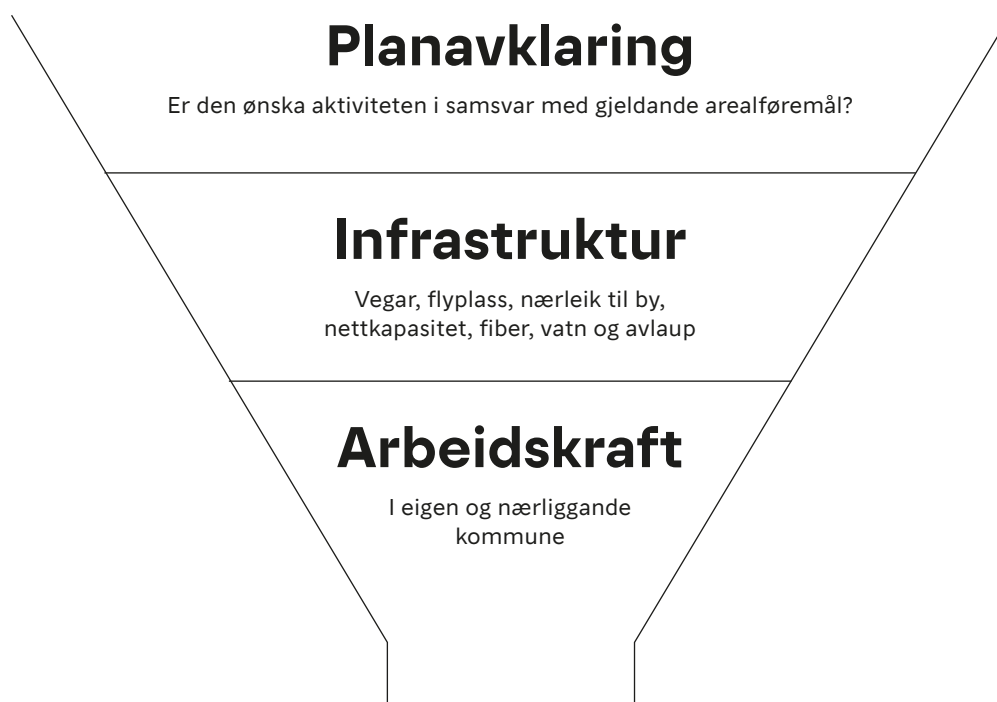 Planavklaring
Er den ønska aktiviteten i samsvar med gjeldande arealføremål?
Infrastruktur
Vegar, flyplass, nærleik til by,
nettkapasitet, fiber, vatn og avlaup
Arbeidskraft
I eigen og nærliggande
kommune